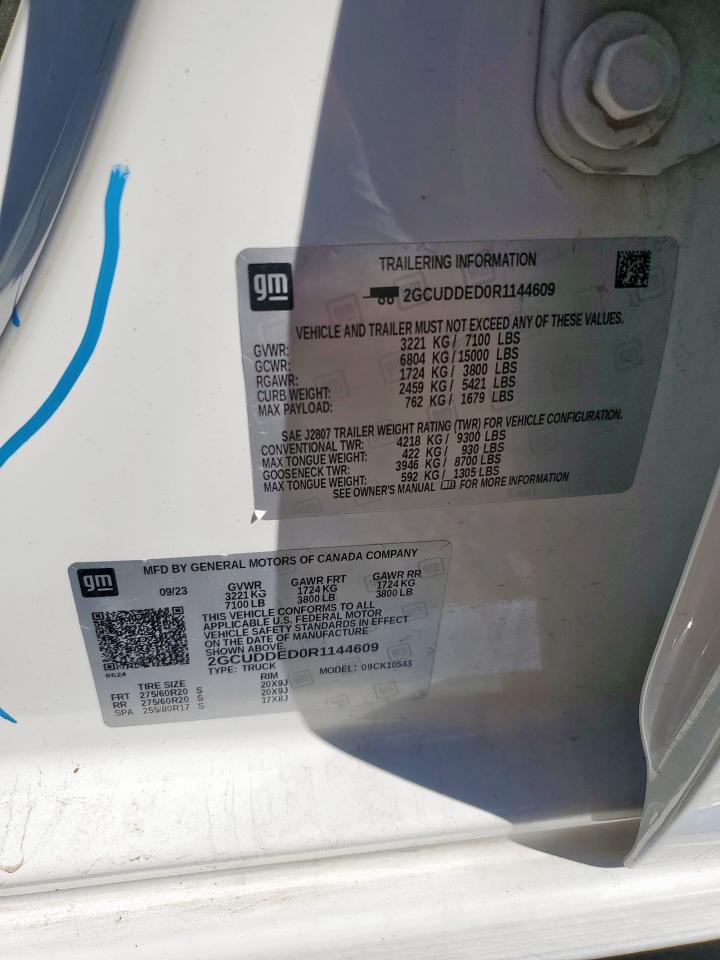 gm
TRAILERING INFORMATION
2GCUDDED0R1144609
VEHICLE AND TRAILER MUST NOT EXCEED ANY OF THESE VALUES.
GVWR: 3221 KG / 7100 LBS
GCWR: 6804 KG / 15000 LBS
RGAWR: 1724 KG / 3800 LBS
CURB WEIGHT: 2459 KG / 5421 LBS
MAX PAYLOAD: 762 KG / 1679 LBS
SAE J2807 TRAILER WEIGHT RATING (TWR) FOR VEHICLE CONFIGURATION.
CONVENTIONAL TWR: 4218 KG / 9300 LBS
MAX TONGUE WEIGHT: 422 KG / 930 LBS
GOOSENECK TWR: 3946 KG / 8700 LBS
MAX TONGUE WEIGHT: 592 KG / 1305 LBS
SEE OWNER'S MANUAL FOR MORE INFORMATION
gm
MFD BY GENERAL MOTORS OF CANADA COMPANY
09/23 GVWR GAWR FRT GAWR RR
3221 KG 1724 KG 1724 KG
7100 LB 3800 LB 3800 LB
THIS VEHICLE CONFORMS TO ALL
APPLICABLE U.S. FEDERAL MOTOR
VEHICLE SAFETY STANDARDS IN EFFECT
ON THE DATE OF MANUFACTURE
SHOWN ABOVE.
2GCUDDED0R1144609
8624 TYPE: TRUCK MODEL: 09CK10543
TIRE SIZE RIM
FRT 275/60R20 S 20X9J
RR 275/60R20 S 20X9J
SPA 255/80R17 S 17X8J